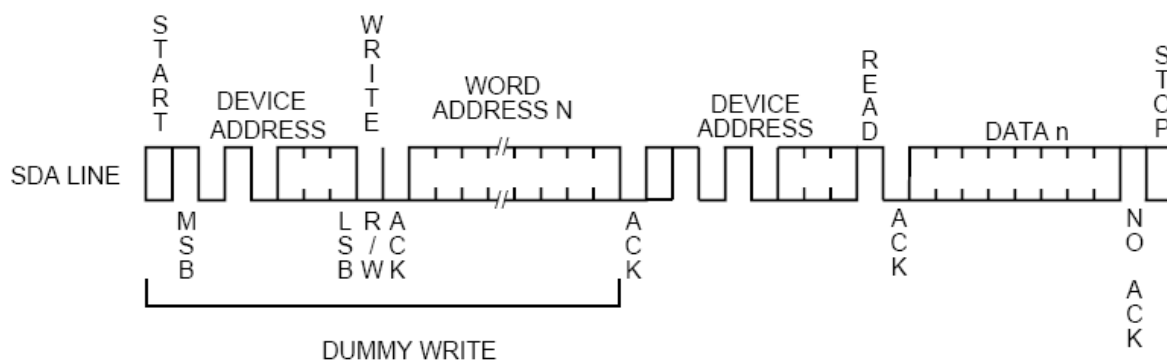 START
WRITE
READ
STOP
DEVICE
ADDRESS
WORD
ADDRESS N
DEVICE
ADDRESS
DATA n
SDA LINE
MSB
LSB
R/W
ACK
ACK
ACK
NO ACK
DUMMY WRITE